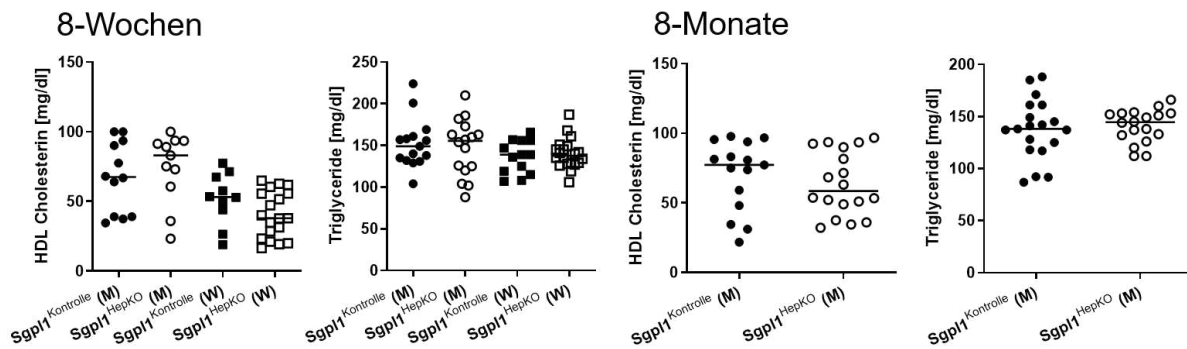 8-Wochen
8-Monate
HDL Cholesterin [mg/dl]
150
100
50
0
Sgpl1Kontrolle (M)
Sgpl1HepKO (M)
Sgpl1Kontrolle (W)
Sgpl1HepKO (W)
Triglyceride [mg/dl]
250
200
150
100
50
0
Sgpl1Kontrolle (M)
Sgpl1HepKO (M)
Sgpl1Kontrolle (W)
Sgpl1HepKO (W)
HDL Cholesterin [mg/dl]
150
100
50
0
Sgpl1Kontrolle (M)
Sgpl1HepKO (M)
Triglyceride [mg/dl]
200
150
100
50
0
Sgpl1Kontrolle (M)
Sgpl1HepKO (M)